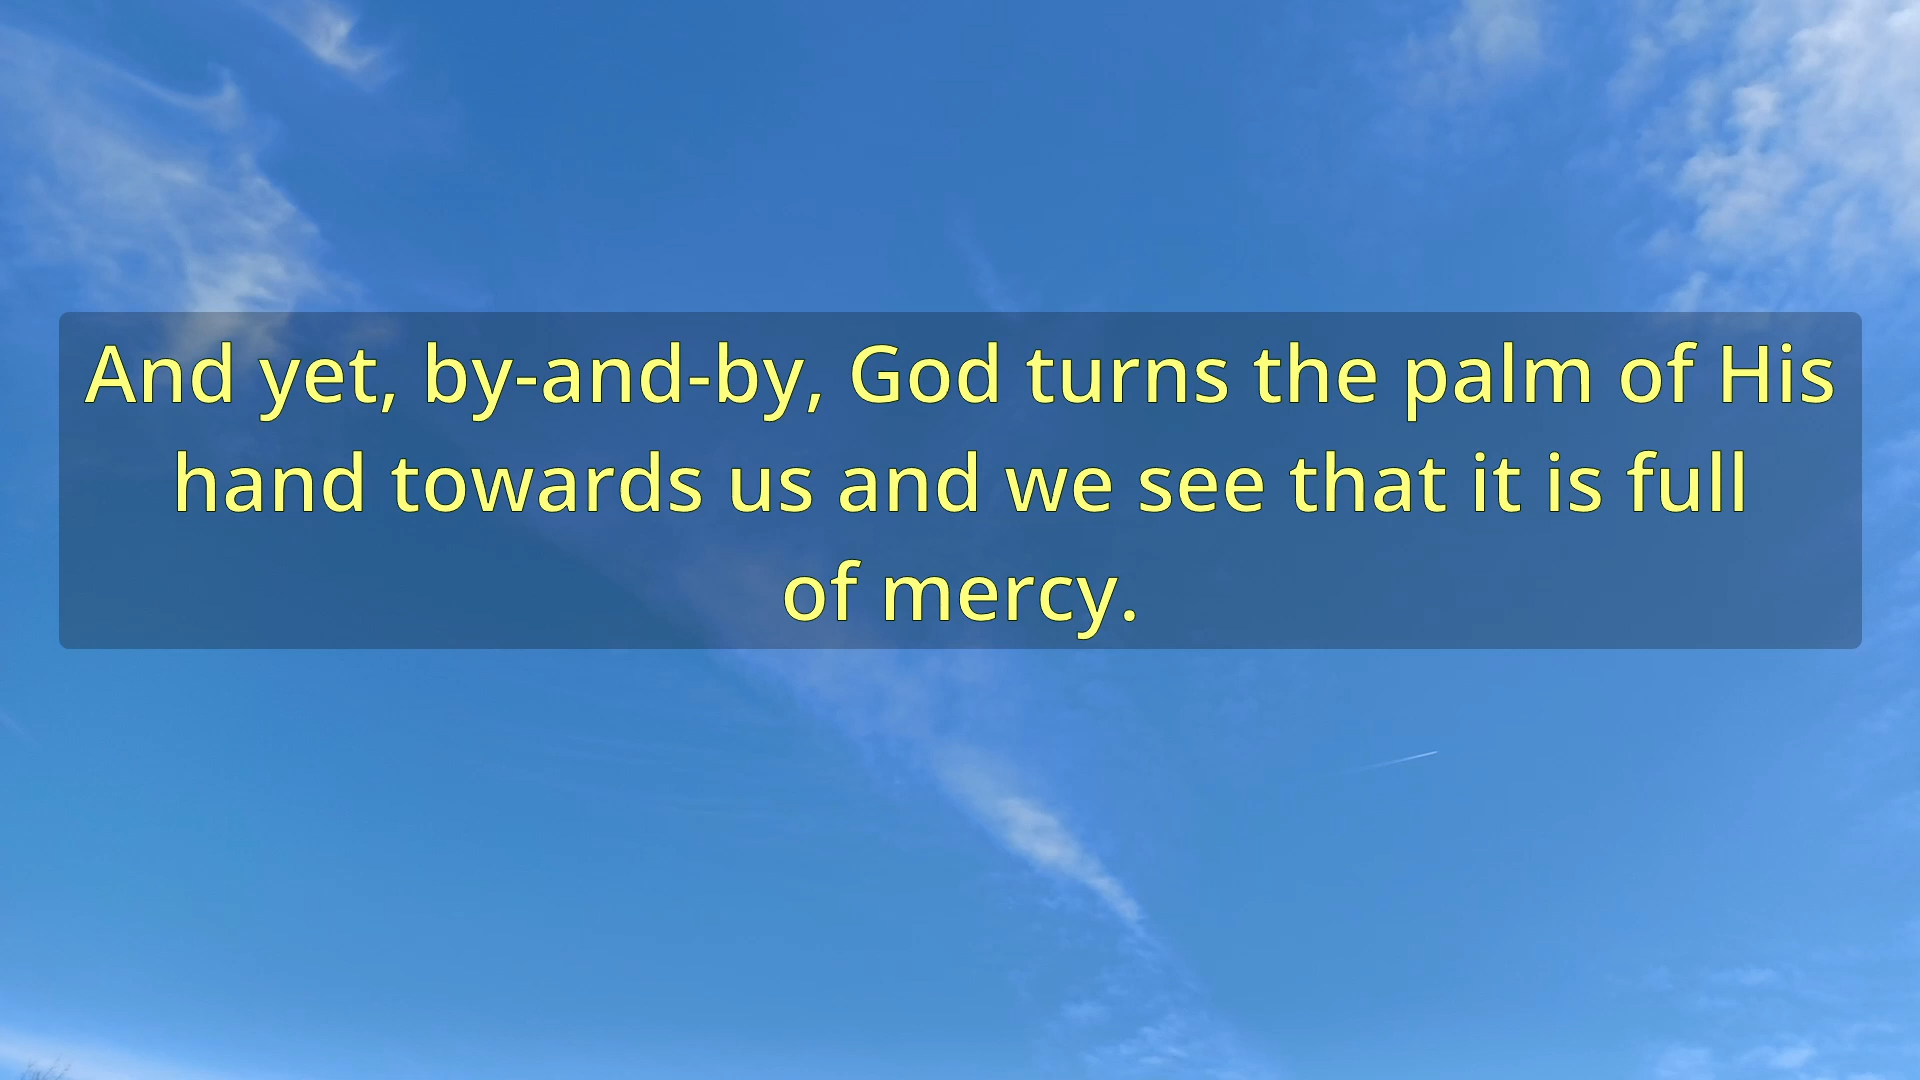 And yet, by-and-by, God turns the palm of His
hand towards us and we see that it is full
of mercy.